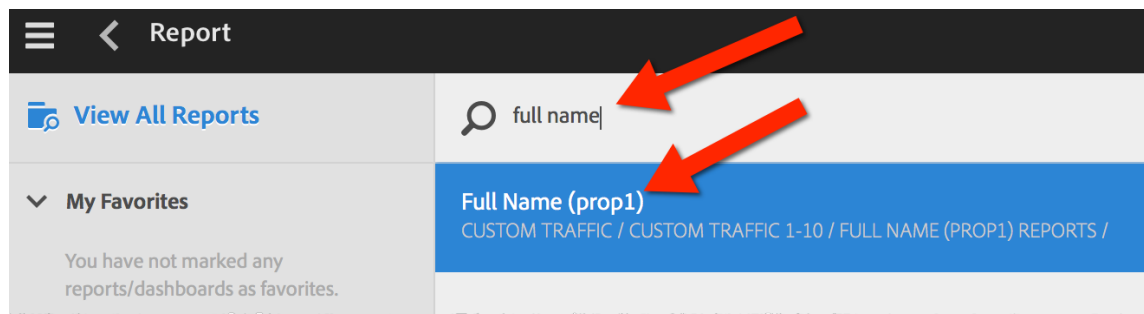 Report
View All Reports
full name
My Favorites
You have not marked any
reports/dashboards as favorites.
Full Name (prop1)
CUSTOM TRAFFIC / CUSTOM TRAFFIC 1-10 / FULL NAME (PROP1) REPORTS /